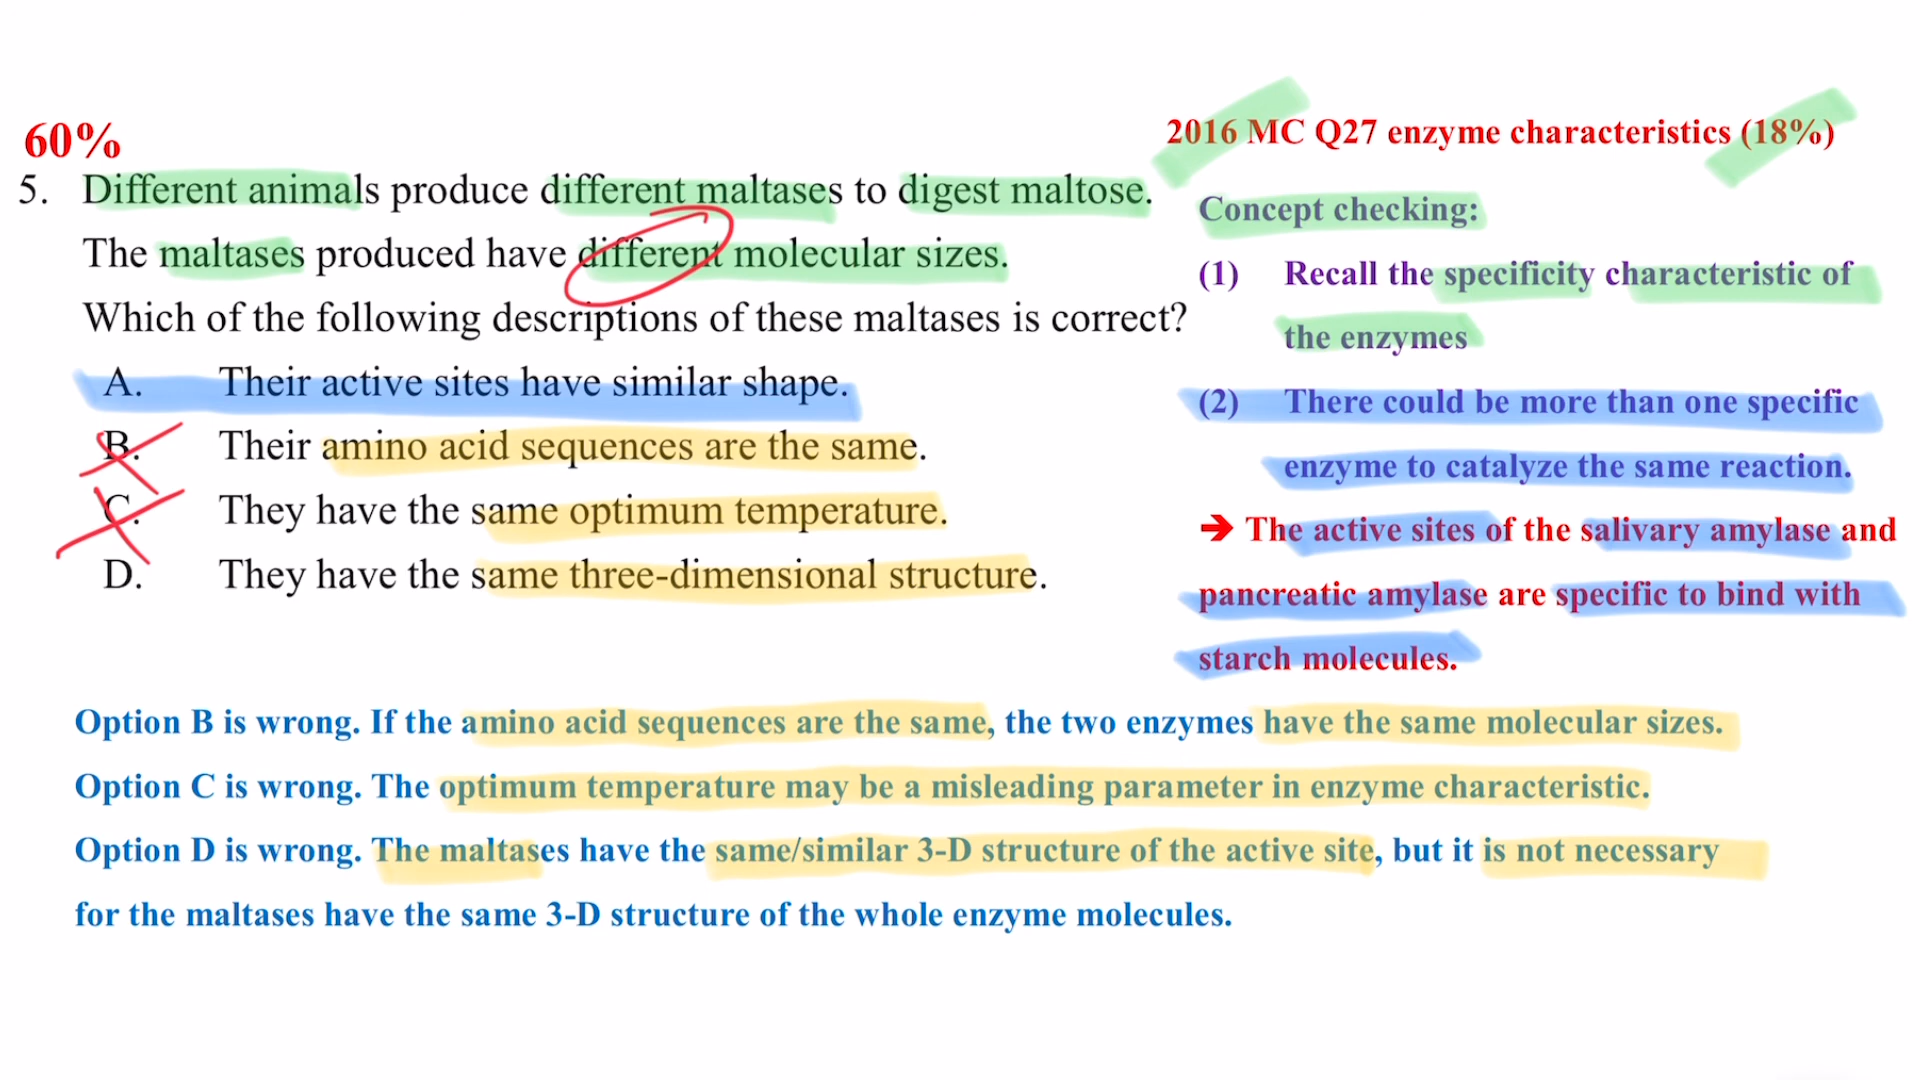 60%
5. Different animals produce different maltases to digest maltose.
The maltases produced have different molecular sizes.
Which of the following descriptions of these maltases is correct?
A. Their active sites have similar shape.
B. Their amino acid sequences are the same.
C. They have the same optimum temperature.
D. They have the same three-dimensional structure.
2016 MC Q27 enzyme characteristics (18%)
Concept checking:
(1) Recall the specificity characteristic of
the enzymes
(2) There could be more than one specific
enzyme to catalyze the same reaction.
➔ The active sites of the salivary amylase and
pancreatic amylase are specific to bind with
starch molecules.
Option B is wrong. If the amino acid sequences are the same, the two enzymes have the same molecular sizes.
Option C is wrong. The optimum temperature may be a misleading parameter in enzyme characteristic.
Option D is wrong. The maltases have the same/similar 3-D structure of the active site, but it is not necessary
for the maltases have the same 3-D structure of the whole enzyme molecules.